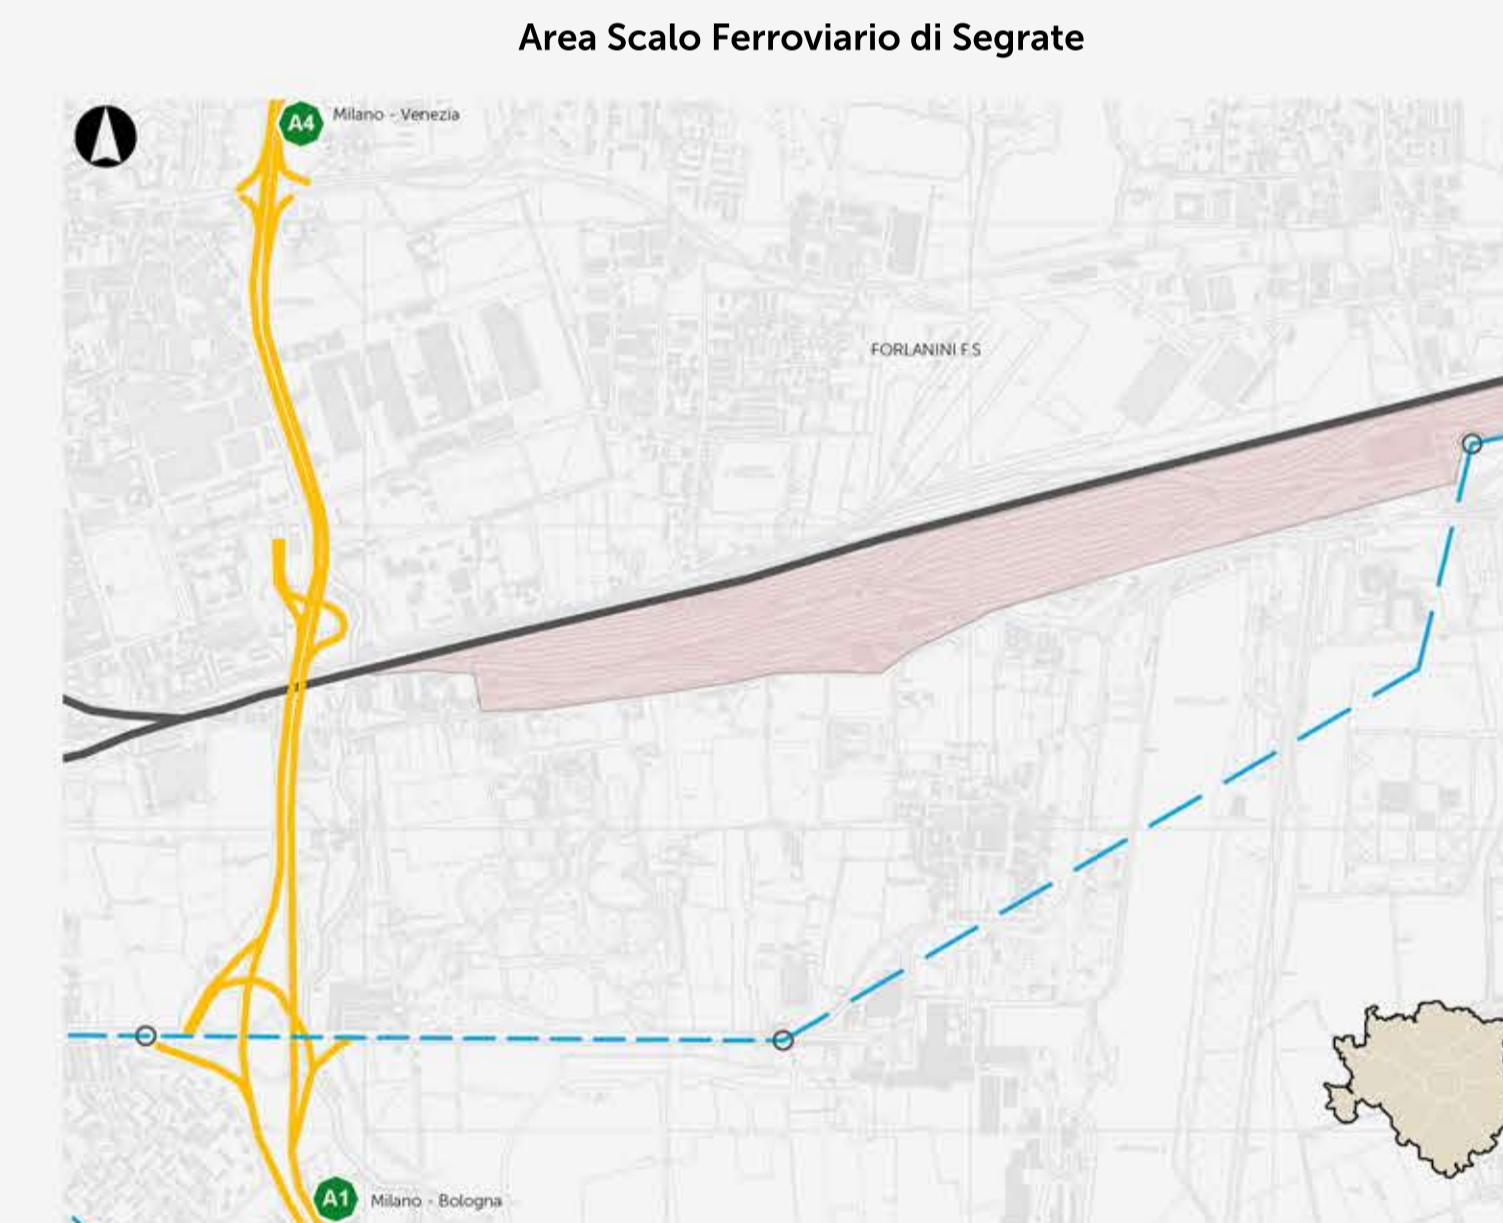 Area Scalo Ferroviario di Segrate
A4 Milano - Venezia
FORLANINI F.S
A1 Milano - Bologna